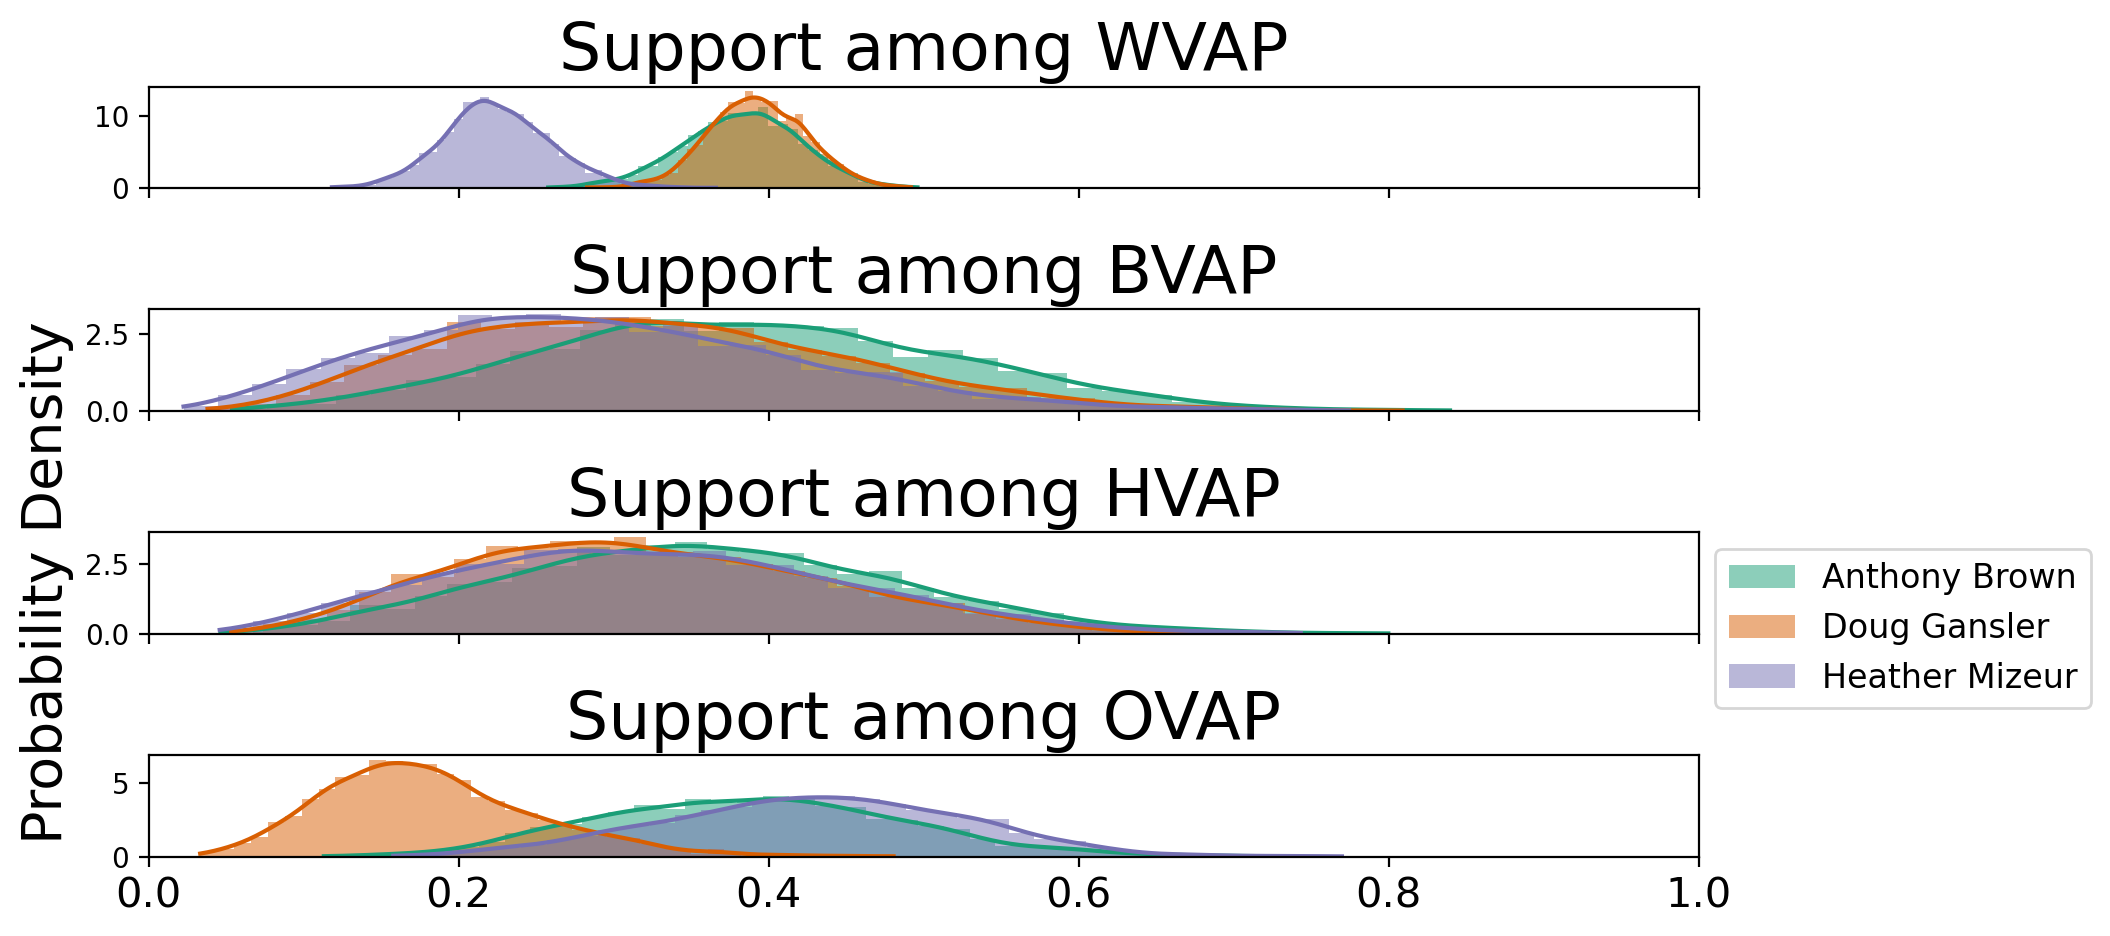 Support among WVAP
10
0
Support among BVAP
2.5
0.0
Support among HVAP
2.5
0.0
Support among OVAP
5
0
0.0 0.2 0.4 0.6 0.8 1.0
Probability Density
Anthony Brown
Doug Gansler
Heather Mizeur